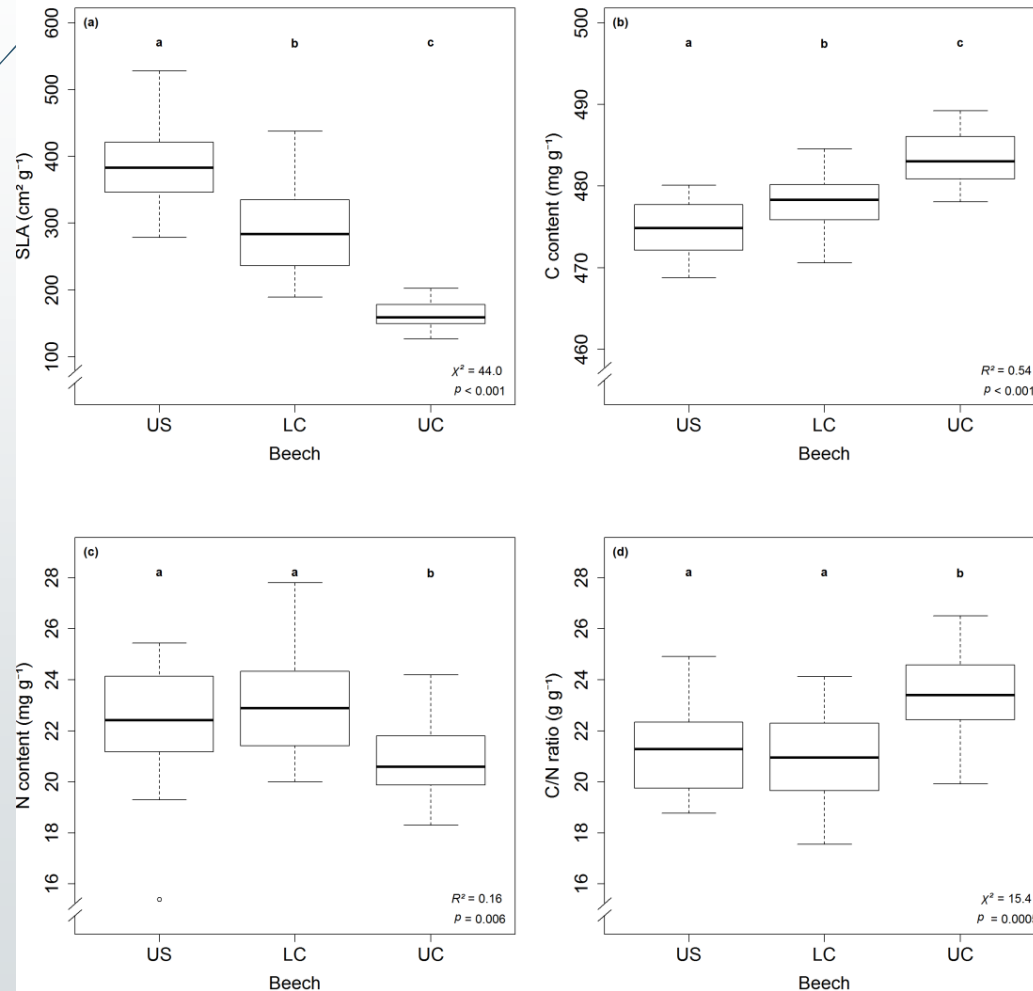 (a)
a b c
600
500
400
300
200
100
SLA (cm² g⁻¹)
χ² = 44.0
p < 0.001
US LC UC
Beech
(b)
a b c
500
490
480
470
460
C content (mg g⁻¹)
R² = 0.54
p < 0.001
US LC UC
Beech
(c)
a a b
28
26
24
22
20
18
16
N content (mg g⁻¹)
R² = 0.16
p = 0.006
US LC UC
Beech
(d)
a a b
28
26
24
22
20
18
16
C/N ratio (g g⁻¹)
χ² = 15.4
p = 0.0005
US LC UC
Beech